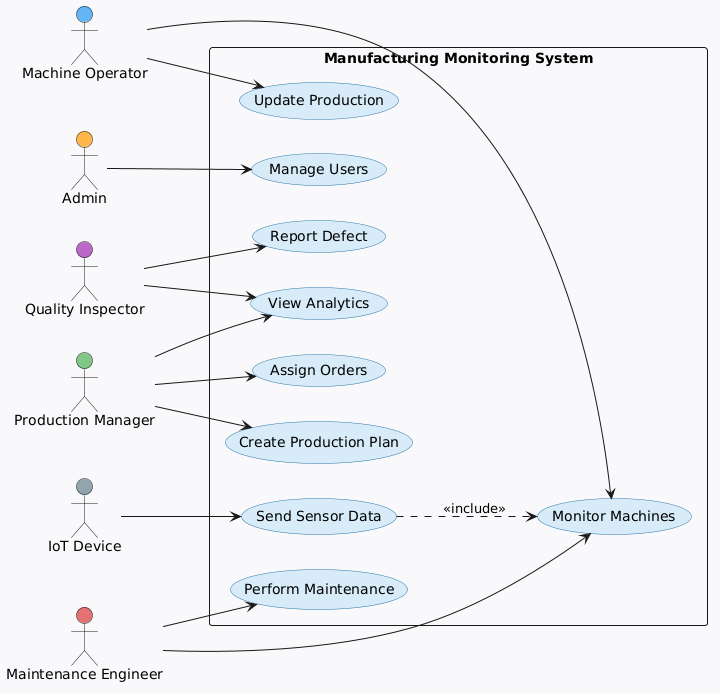 Manufacturing Monitoring System
Machine Operator
Update Production
Admin
Manage Users
Quality Inspector
Report Defect
View Analytics
Production Manager
Assign Orders
Create Production Plan
IoT Device
Send Sensor Data
«include»
Monitor Machines
Perform Maintenance
Maintenance Engineer